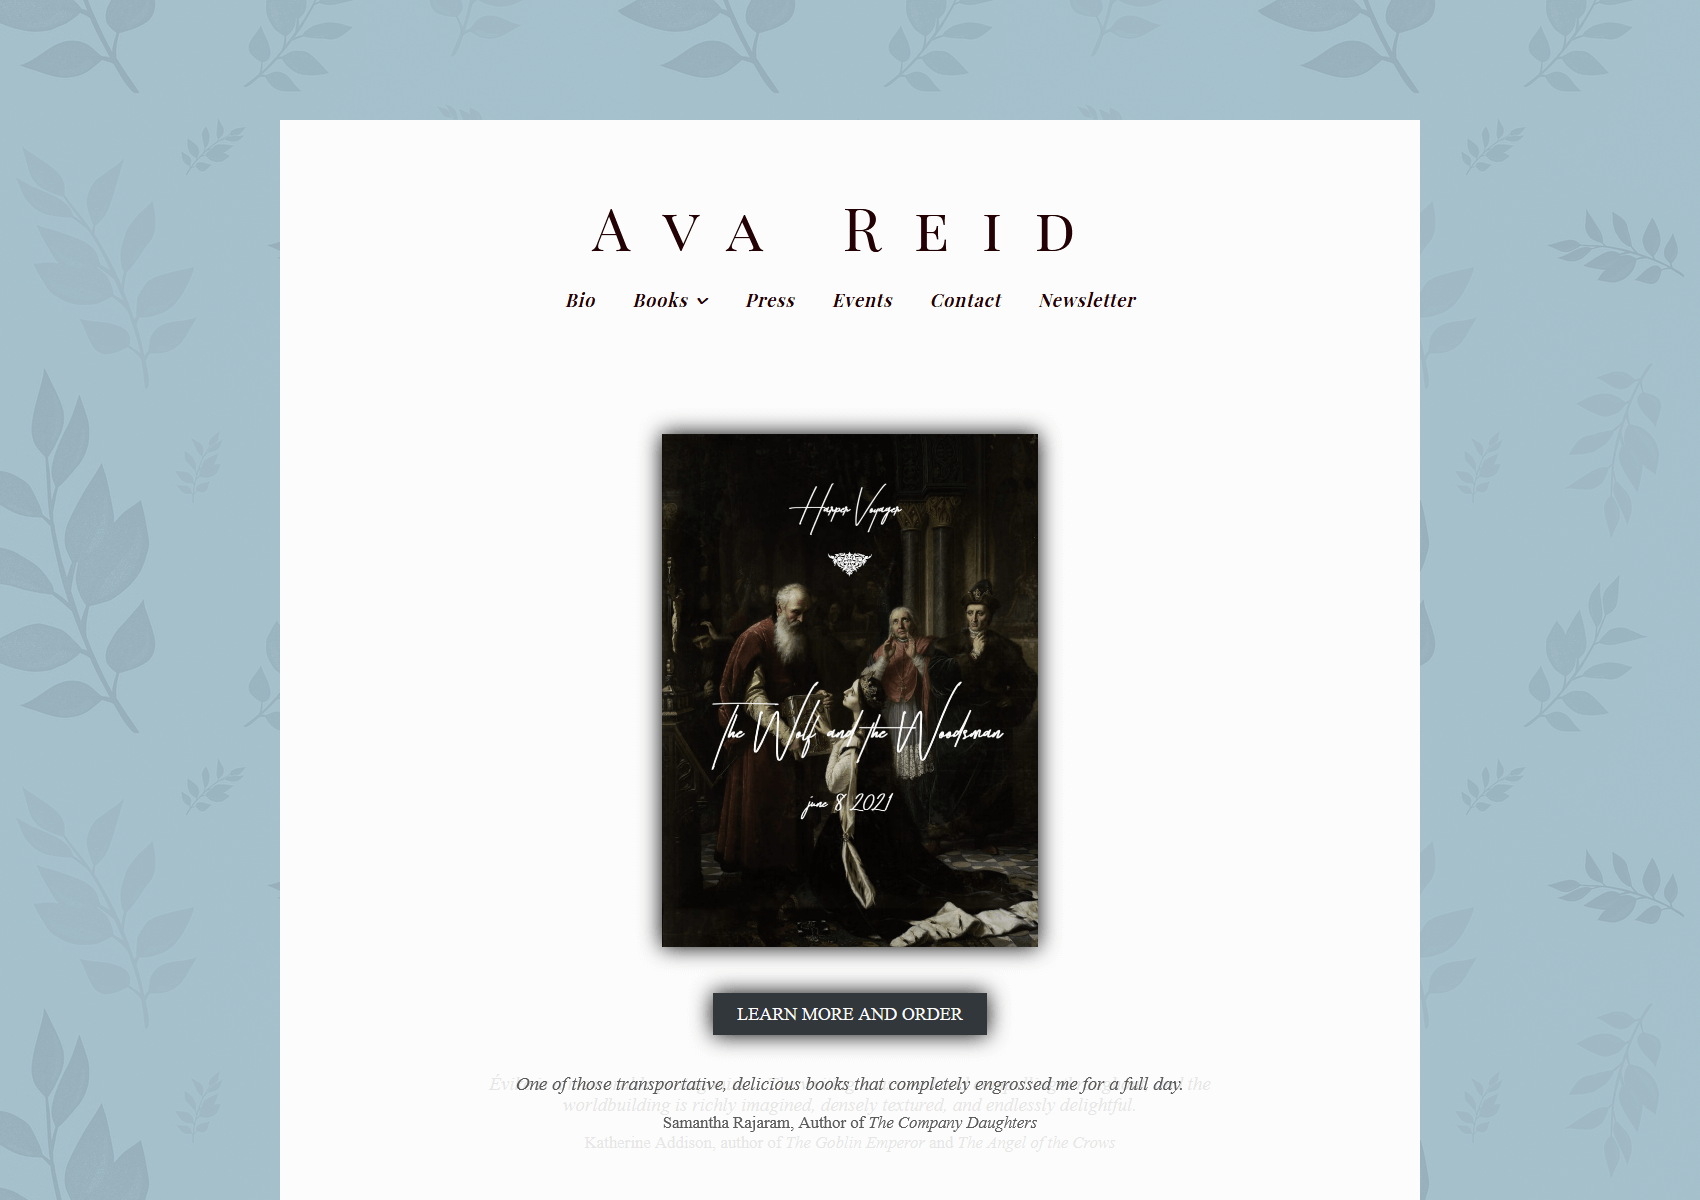 Ava Reid
Bio Books Press Events Contact Newsletter
Harper Voyager
The Wolf and the Woodsman
june 8 2021
LEARN MORE AND ORDER
One of those transportative, delicious books that completely engrossed me for a full day.
the
worldbuilding is richly imagined, densely textured, and endlessly delightful.
Samantha Rajaram, Author of The Company Daughters
Katherine Addison, author of The Goblin Emperor and The Angel of the Crows